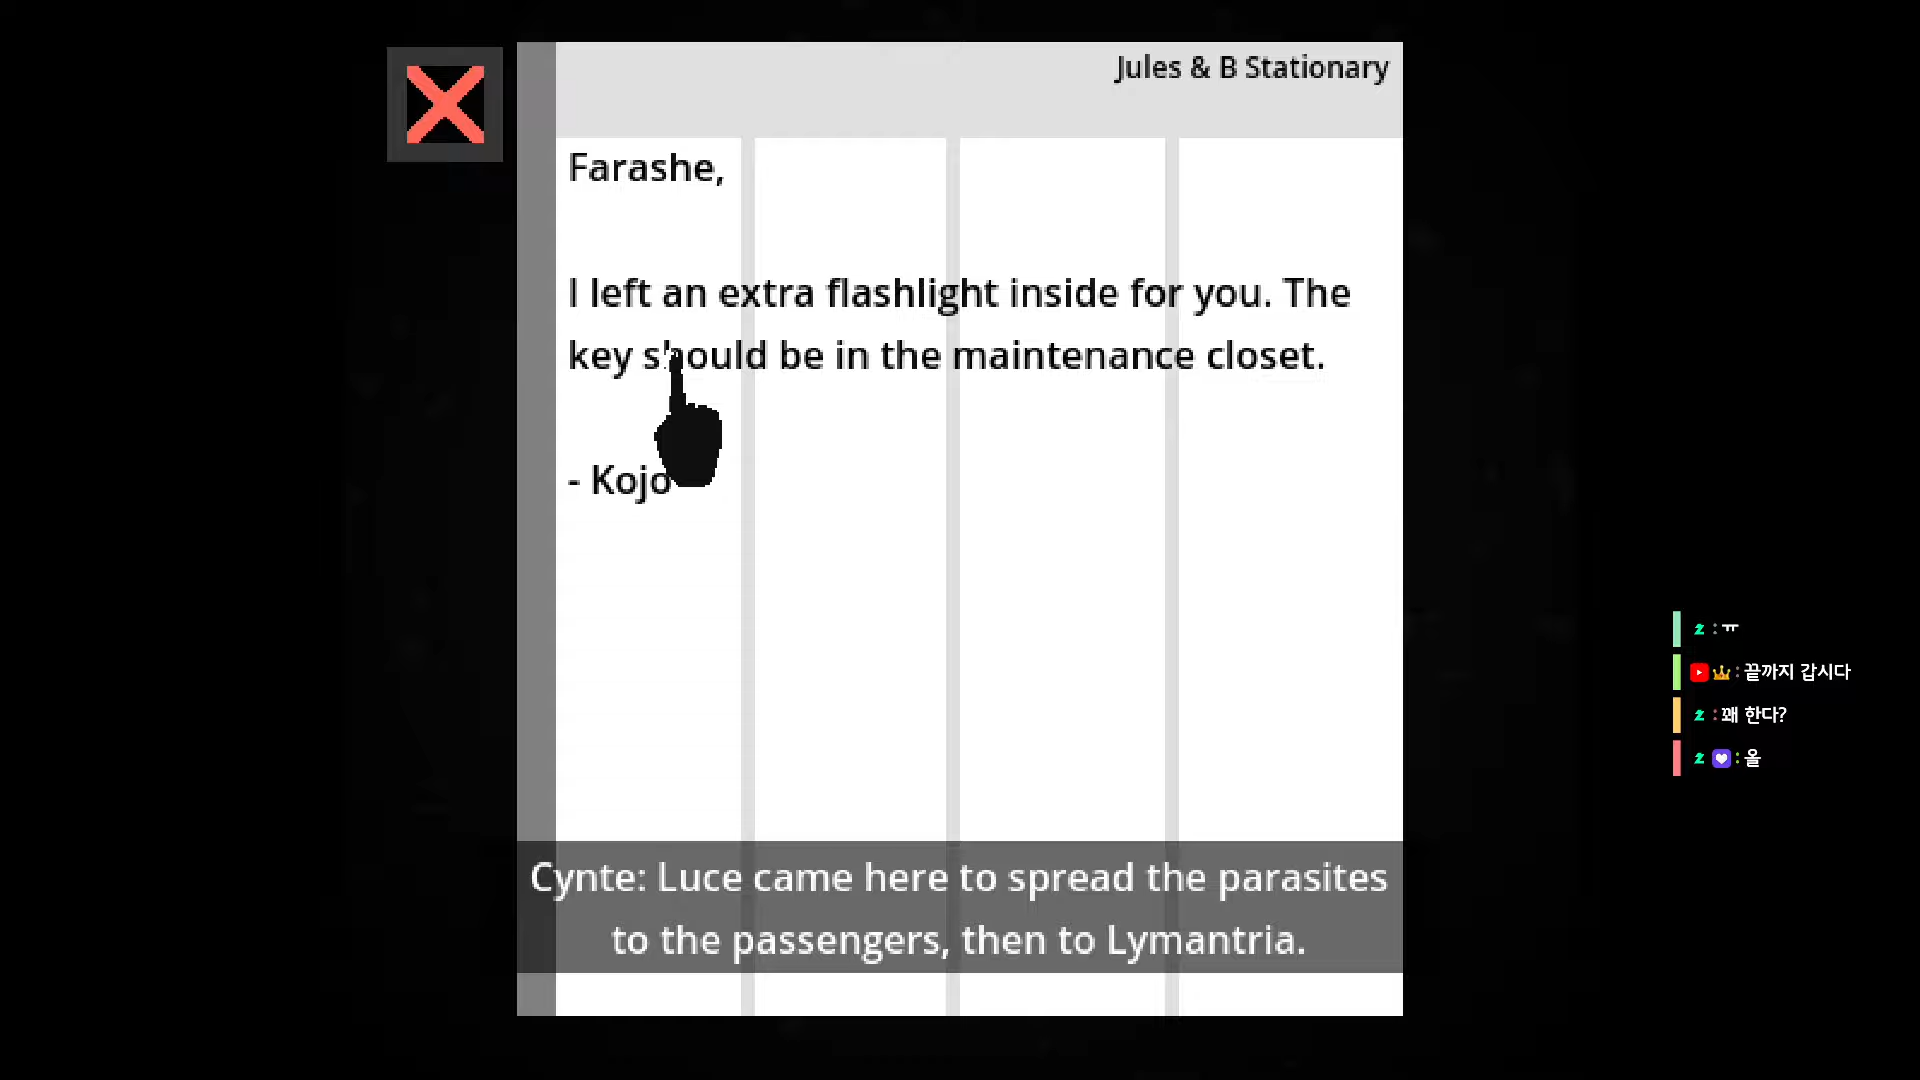 Jules & B Stationary
Farashe,
I left an extra flashlight inside for you. The
key should be in the maintenance closet.
- Kojo
Cynte: Luce came here to spread the parasites
to the passengers, then to Lymantria.
: ㅠ
: 끝까지 갑시다
: 꽤 한다?
: 올